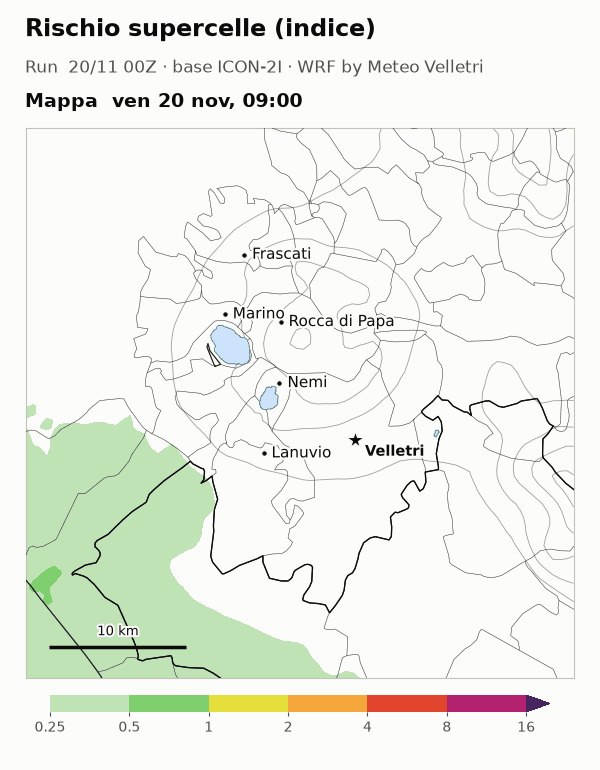 Rischio supercelle (indice)
Run  20/11 00Z · base ICON-2I · WRF by Meteo Velletri
Mappa  ven 20 nov, 09:00
Frascati
Marino
Rocca di Papa
Nemi
Velletri
Lanuvio
10 km
0.25 0.5 1 2 4 8 16